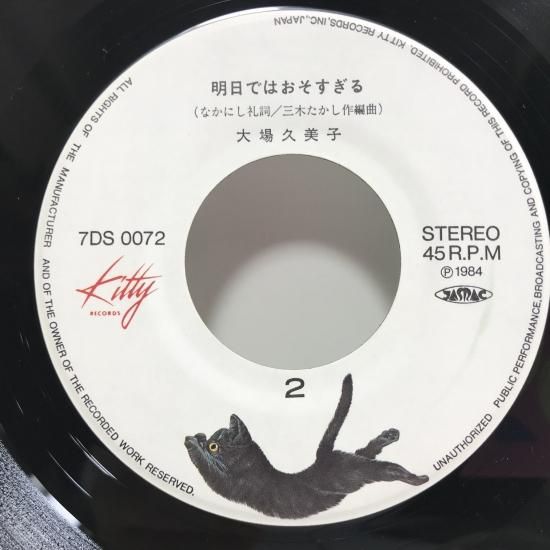 明日ではおそすぎる
(なかにし礼詞/三木たかし作編曲)
大場久美子
7DS 0072
Kitty
RECORDS
STEREO
45 R.P.M
Ⓟ1984
JASRAC
2
ALL RIGHTS OF THE MANUFACTURER AND OF THE OWNER OF THE RECORDED WORK RESERVED.
UNAUTHORIZED PUBLIC PERFORMANCE, BROADCASTING AND COPYING OF THIS RECORD PROHIBITED. KITTY RECORDS, INC., JAPAN